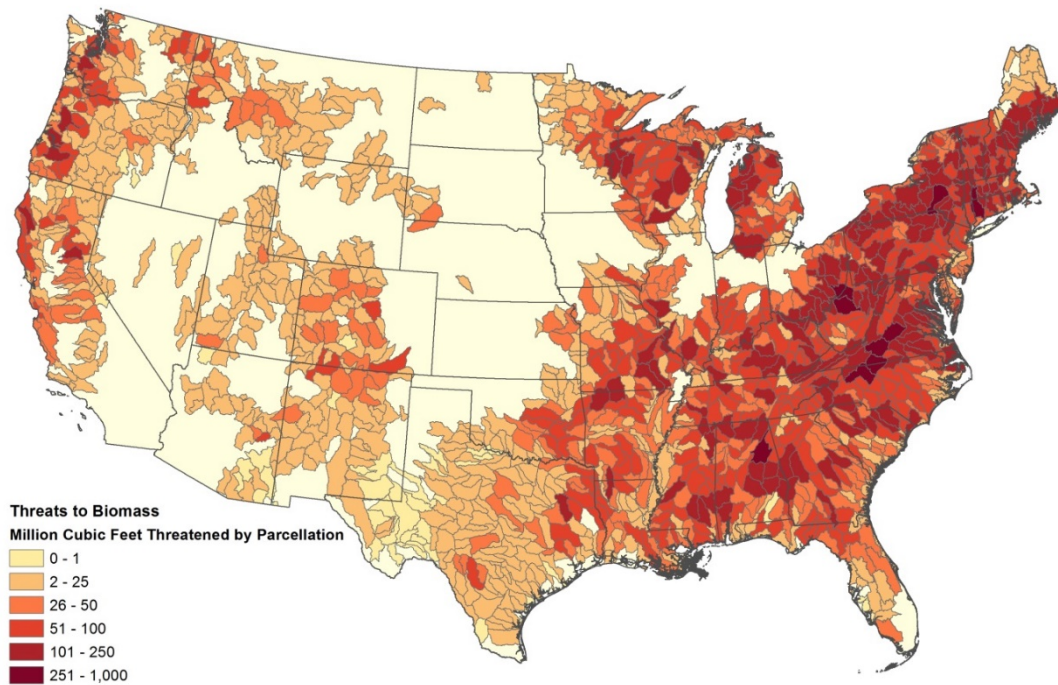 Threats to Biomass
Million Cubic Feet Threatened by Parcellation
0 - 1
2 - 25
26 - 50
51 - 100
101 - 250
251 - 1,000